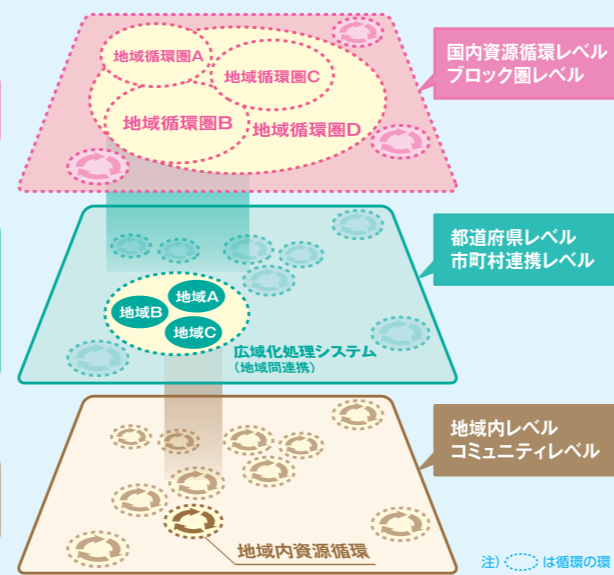 地域循環圏A
地域循環圏C
地域循環圏B
地域循環圏D
国内資源循環レベル
ブロック圏レベル
都道府県レベル
市町村連携レベル
地域A
地域B
地域C
広域化処理システム
(地域間連携)
地域内レベル
コミュニティレベル
地域内資源循環
注) は循環の環